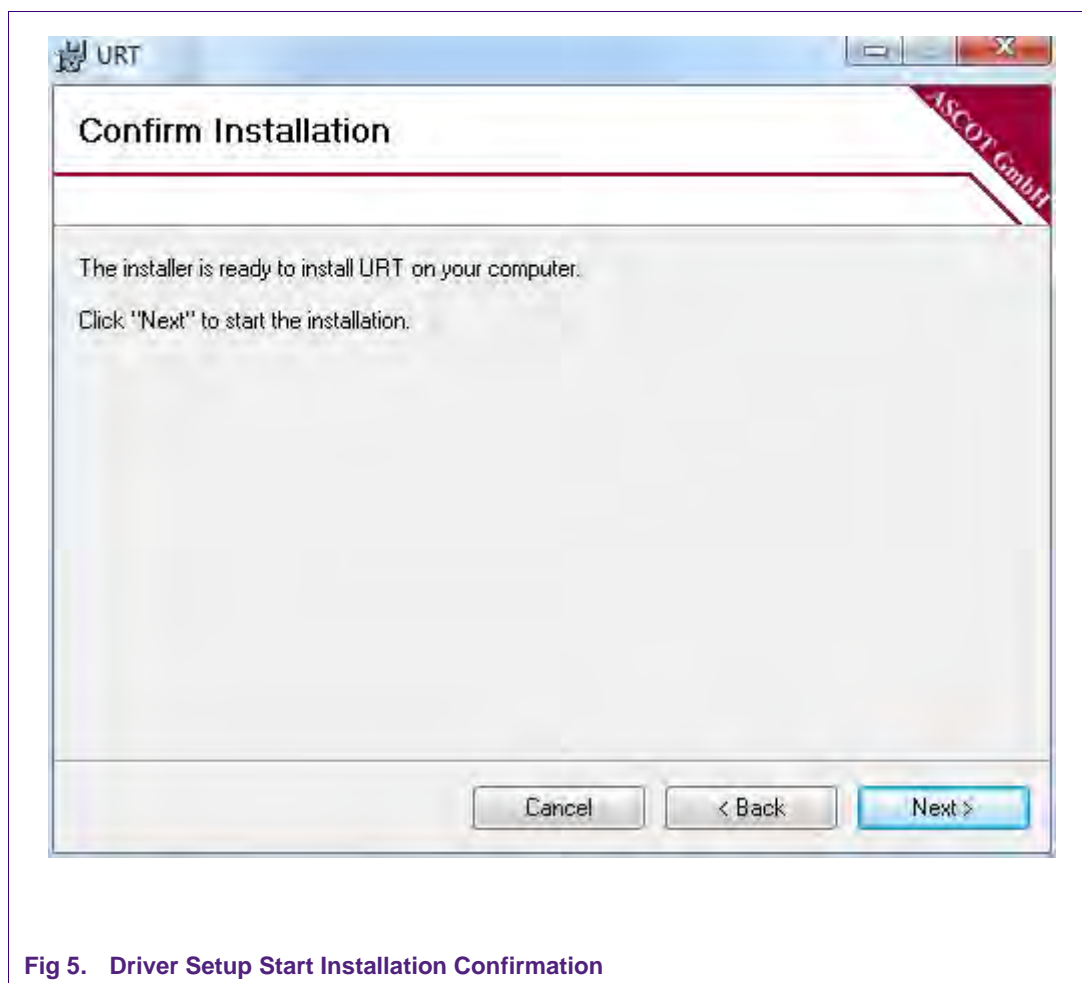 URT
Confirm Installation
ASCOT GmbH
The installer is ready to install URT on your computer.
Click "Next" to start the installation.
Cancel
< Back
Next >
Fig 5. Driver Setup Start Installation Confirmation